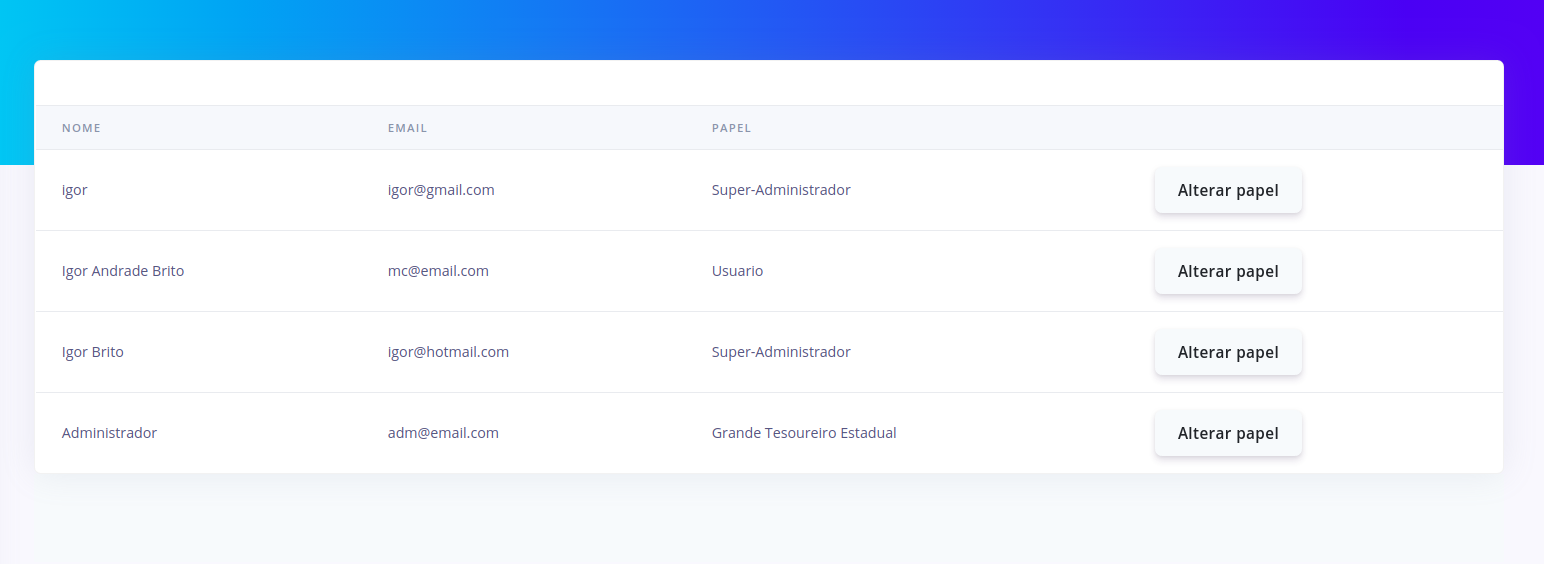 NOME EMAIL PAPEL
igor igor@gmail.com Super-Administrador Alterar papel
Igor Andrade Brito mc@email.com Usuario Alterar papel
Igor Brito igor@hotmail.com Super-Administrador Alterar papel
Administrador adm@email.com Grande Tesoureiro Estadual Alterar papel